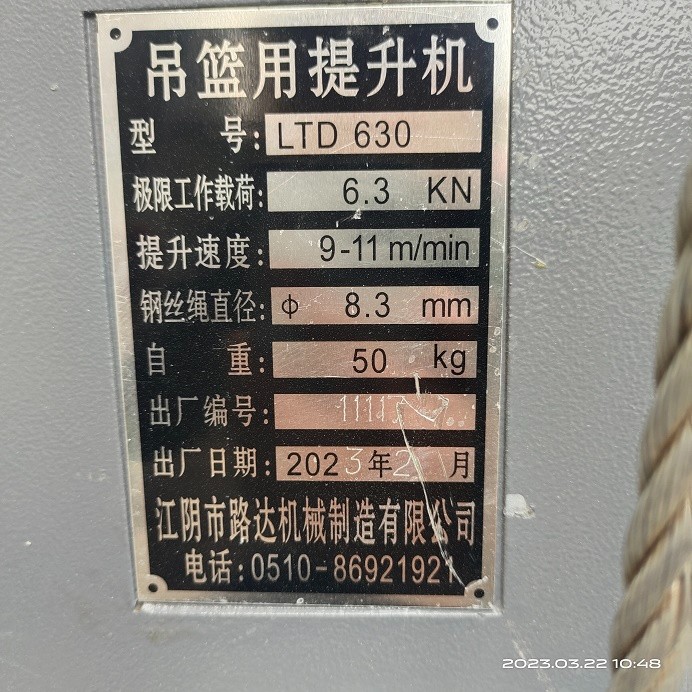 吊篮用提升机
型 号: LTD 630
极限工作载荷: 6.3 KN
提升速度: 9-11 m/min
钢丝绳直径: Φ 8.3 mm
自 重: 50 kg
出厂编号:
出厂日期: 2023年2月
江阴市路达机械制造有限公司
电话:0510-86921921
2023.03.22 10:48